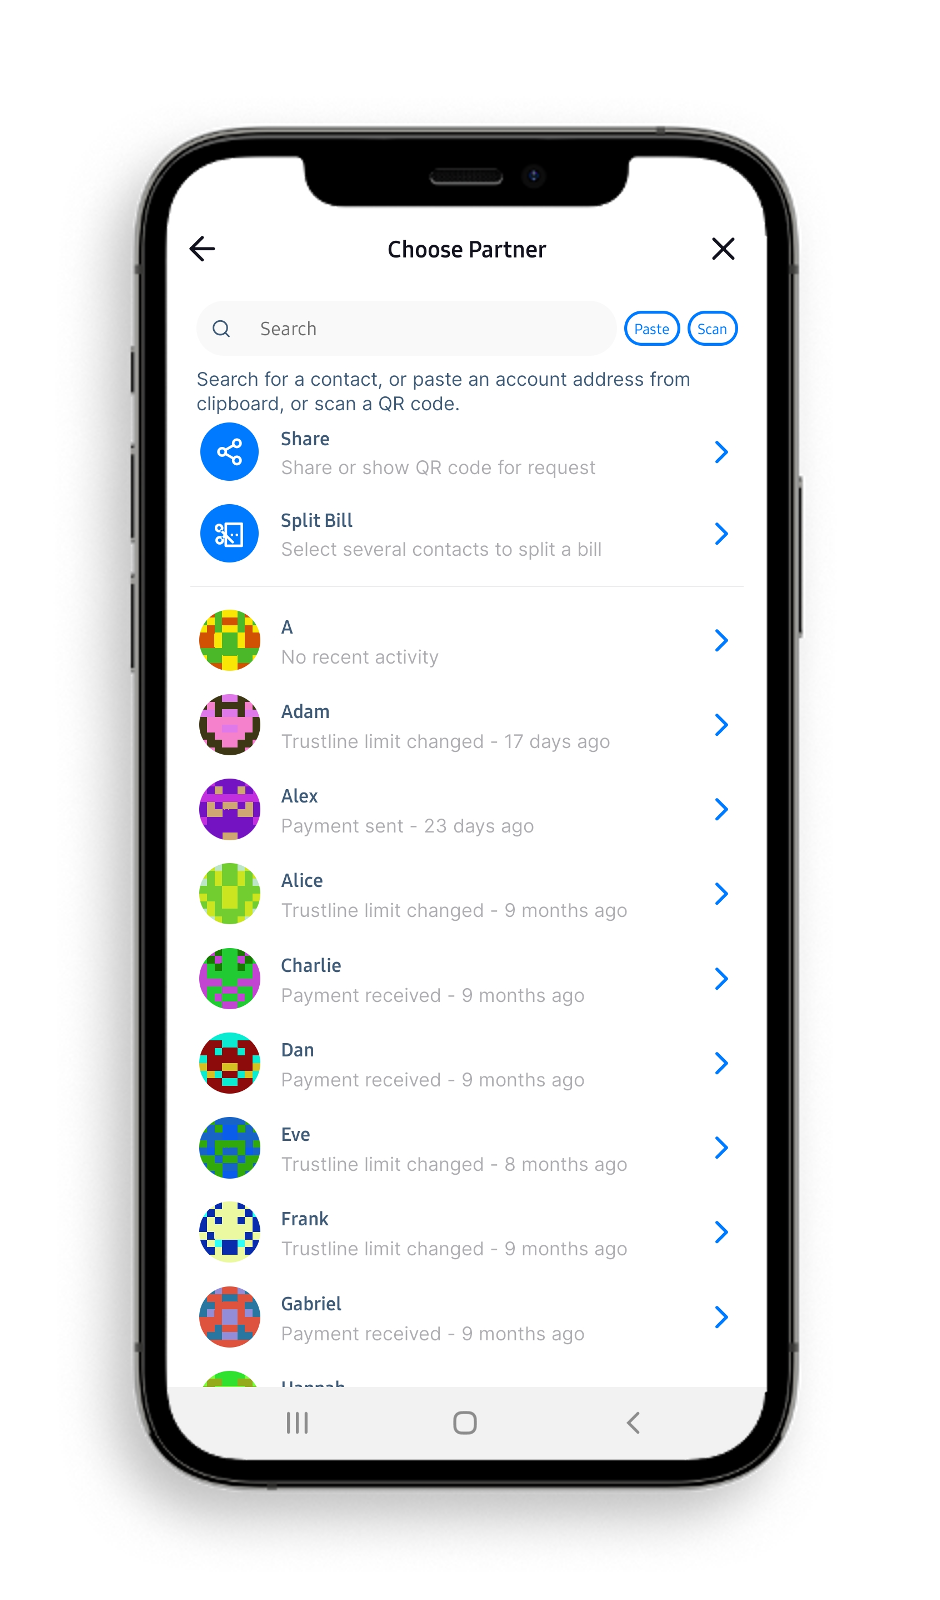 Choose Partner
Search
Paste
Scan
Search for a contact, or paste an account address from
clipboard, or scan a QR code.
Share
Share or show QR code for request
Split Bill
Select several contacts to split a bill
A
No recent activity
Adam
Trustline limit changed - 17 days ago
Alex
Payment sent - 23 days ago
Alice
Trustline limit changed - 9 months ago
Charlie
Payment received - 9 months ago
Dan
Payment received - 9 months ago
Eve
Trustline limit changed - 8 months ago
Frank
Trustline limit changed - 9 months ago
Gabriel
Payment received - 9 months ago
Hannah